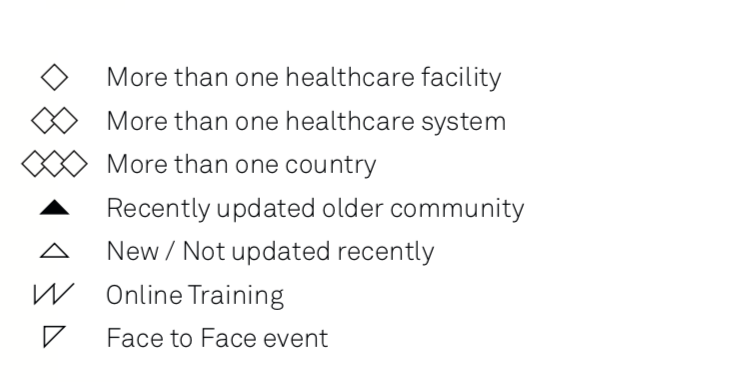 More than one healthcare facility
More than one healthcare system
More than one country
Recently updated older community
New / Not updated recently
Online Training
Face to Face event